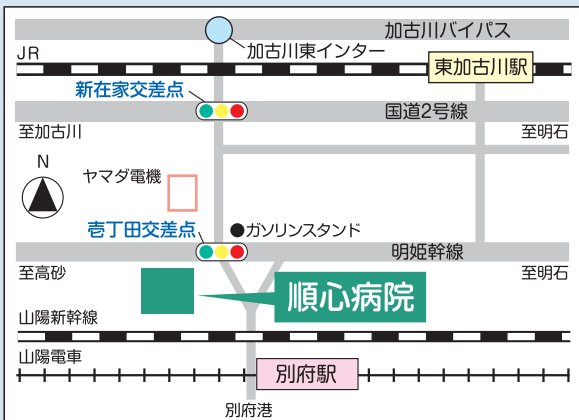 加古川バイパス
加古川東インター
JR
東加古川駅
新在家交差点
国道2号線
至加古川
至明石
N
ヤマダ電機
壱丁田交差点
ガソリンスタンド
明姫幹線
至高砂
至明石
順心病院
山陽新幹線
山陽電車
別府駅
別府港